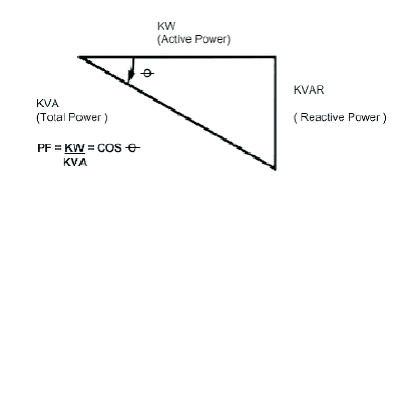 KW
(Active Power)
Θ
KVAR
KVA
(Total Power )
( Reactive Power )
PF = KW = COS Θ
KVA